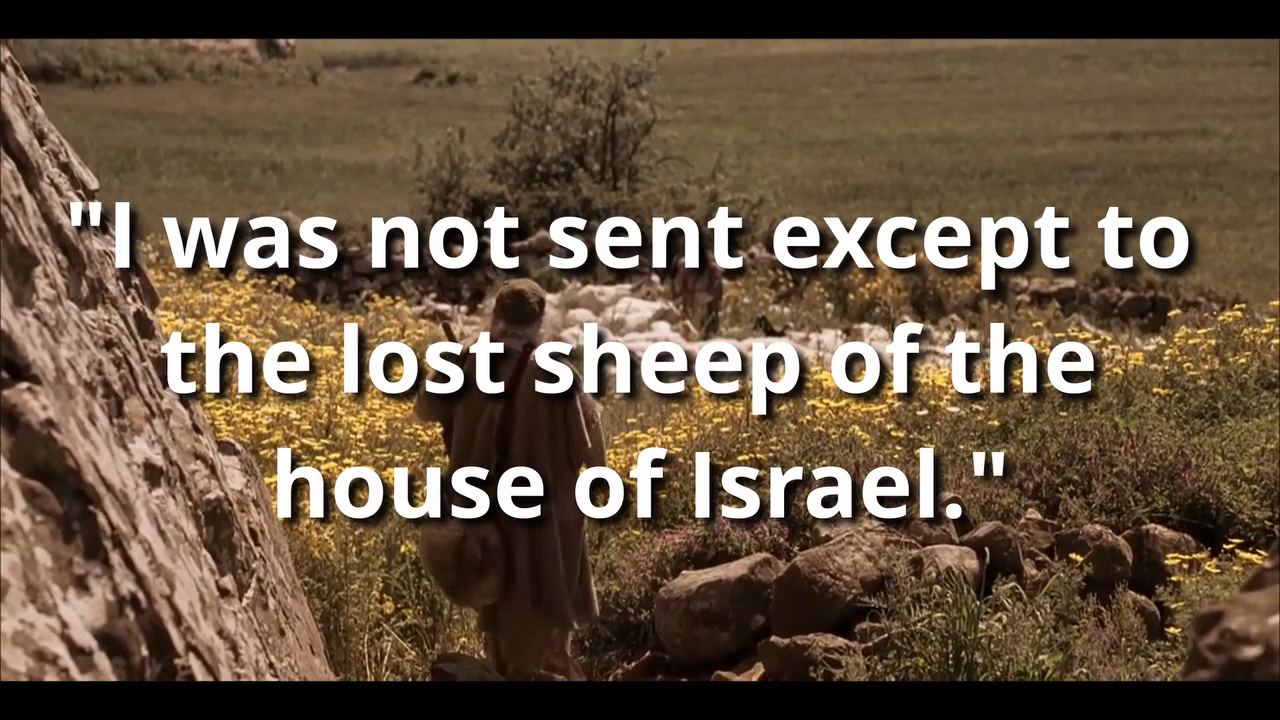 "I was not sent except to
the lost sheep of the
house of Israel."